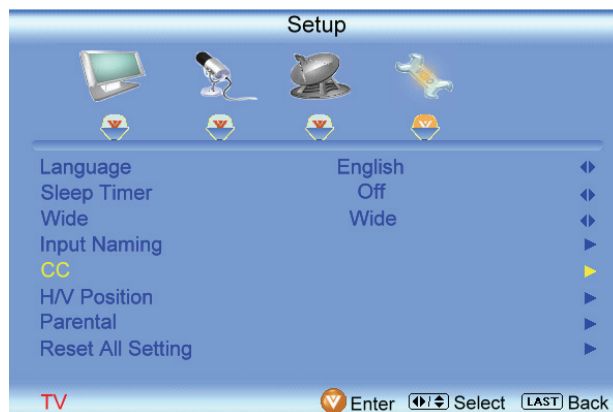 Setup
Language English
Sleep Timer Off
Wide Wide
Input Naming
CC
H/V Position
Parental
Reset All Setting
TV Enter Select LAST Back